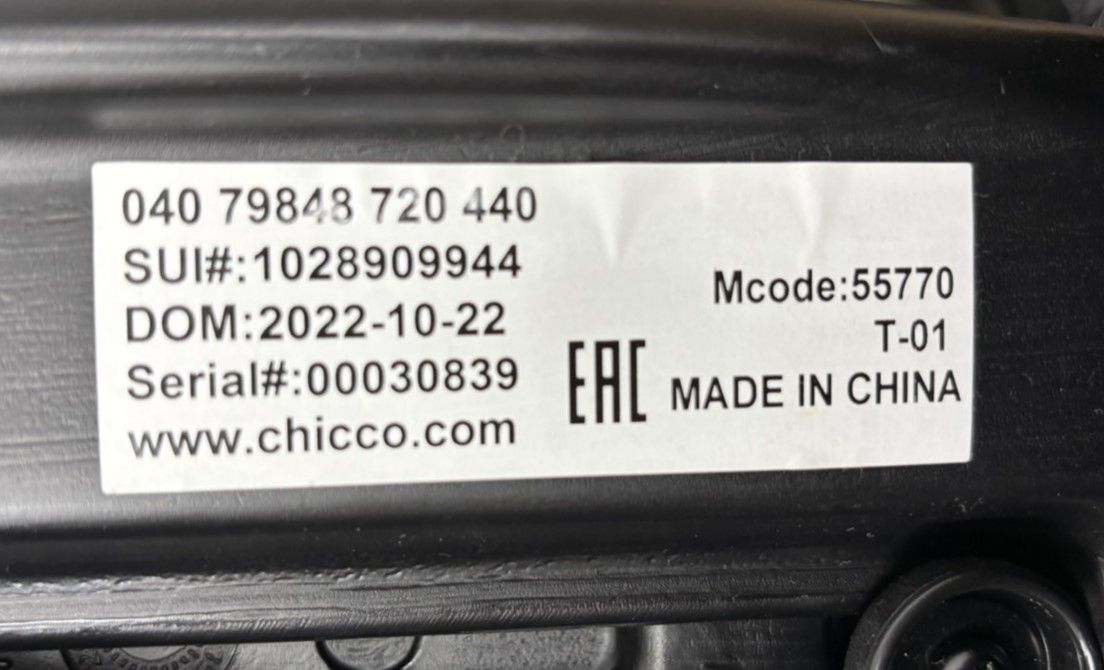 040 79848 720 440
SUI#:1028909944
DOM:2022-10-22
Serial#:00030839
www.chicco.com
Mcode:55770
T-01
EAC
MADE IN CHINA